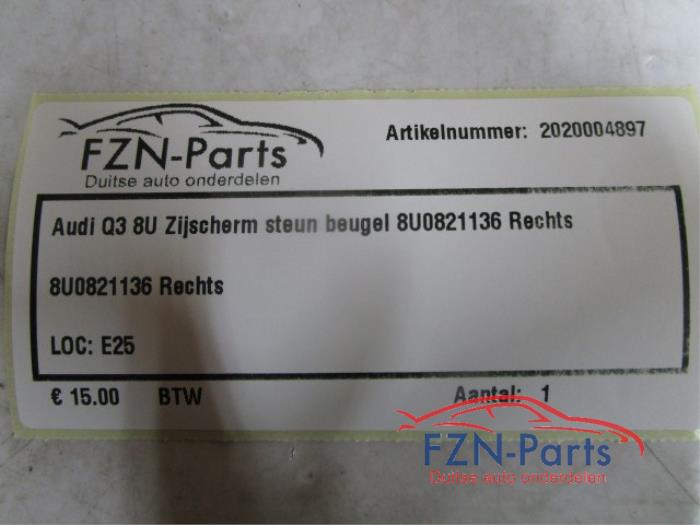 FZN-Parts
Duitse auto onderdelen
Artikelnummer: 2020004897
Audi Q3 8U Zijscherm steun beugel 8U0821136 Rechts
8U0821136 Rechts
LOC: E25
€ 15.00 BTW Aantal: 1
FZN-Parts
Duitse auto onderdelen